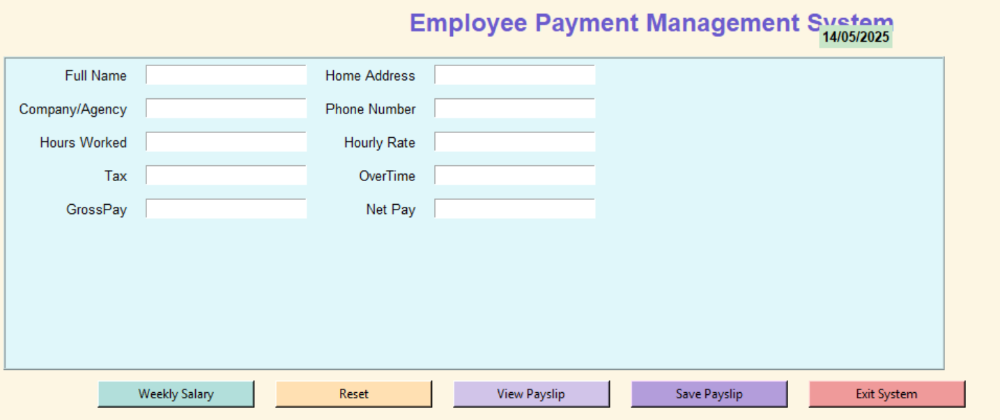 Employee Payment Management System
14/05/2025
Full Name Home Address
Company/Agency Phone Number
Hours Worked Hourly Rate
Tax OverTime
GrossPay Net Pay
Weekly Salary Reset View Payslip Save Payslip Exit System